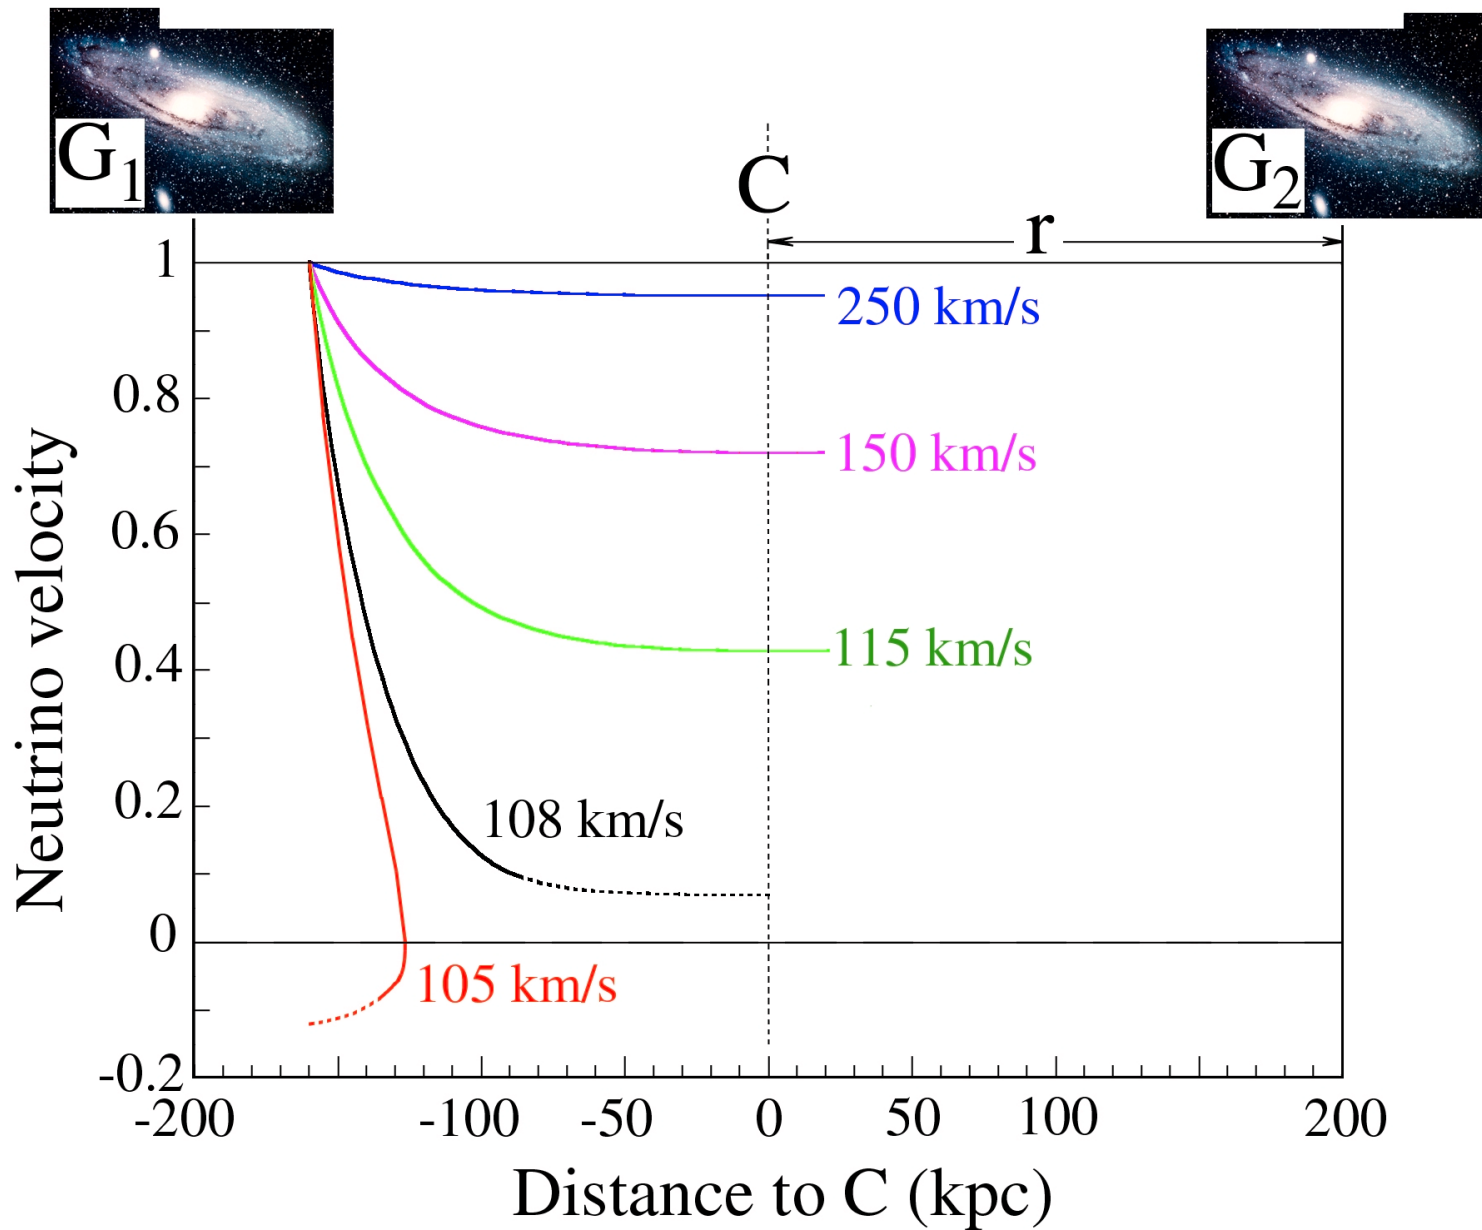 G1
G2
C
r
1
0.8
0.6
0.4
0.2
0
-0.2
Neutrino velocity
250 km/s
150 km/s
115 km/s
108 km/s
105 km/s
-200
-100
-50
0
50
100
200
Distance to C (kpc)